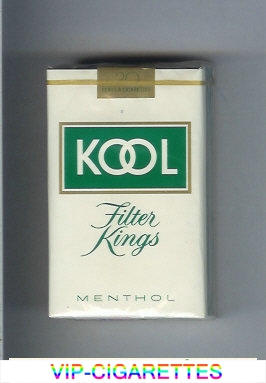 20
KOOL
Filter
Kings
MENTHOL
VIP-CIGARETTES